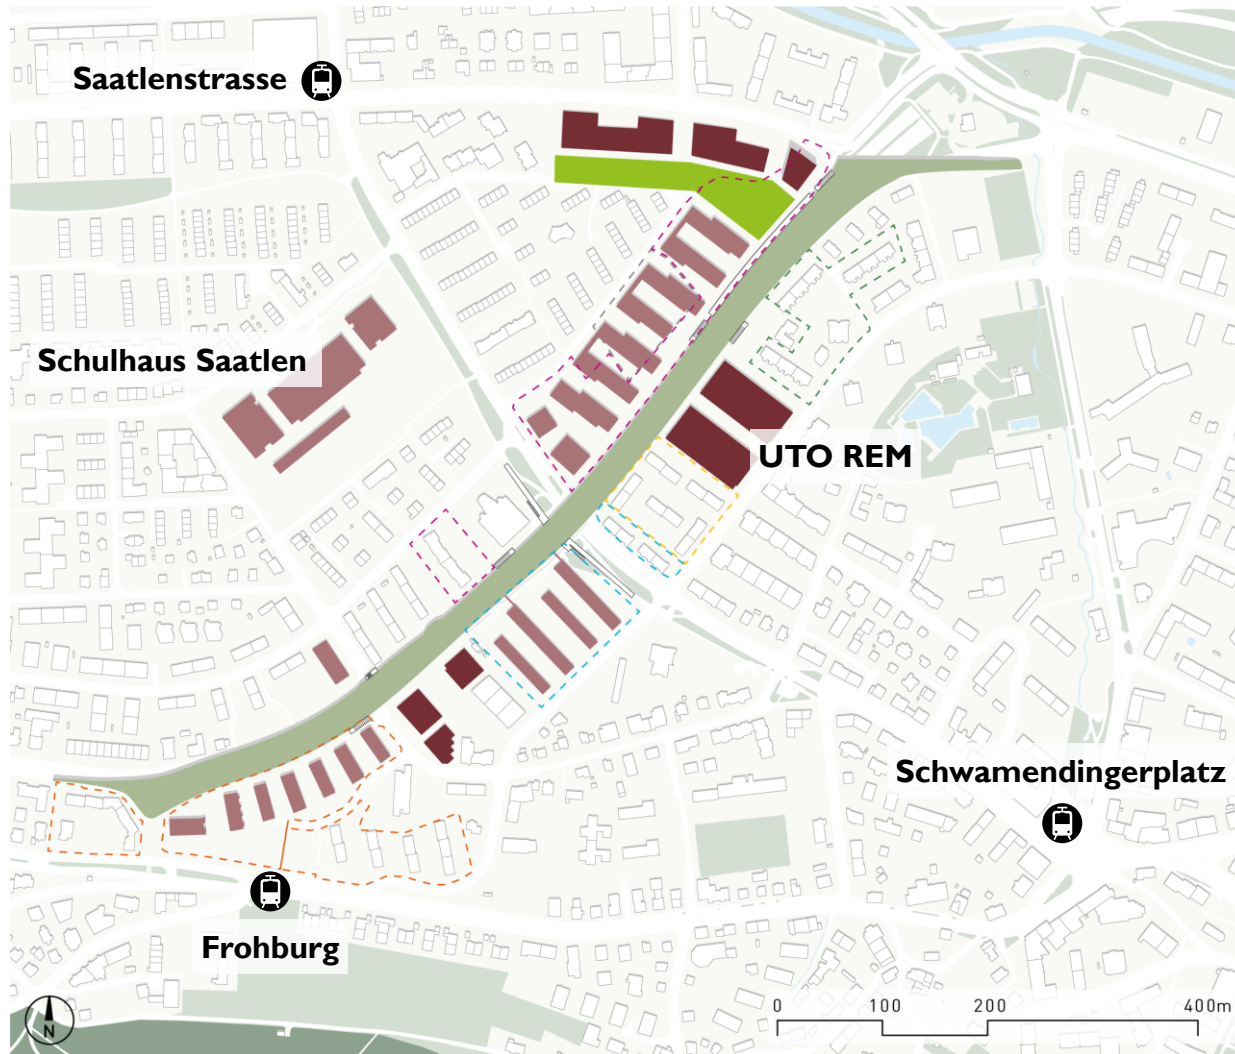 Saatlenstrasse
Schulhaus Saatlen
UTO REM
Schwamendingerplatz
Frohburg
N
0 100 200 400m